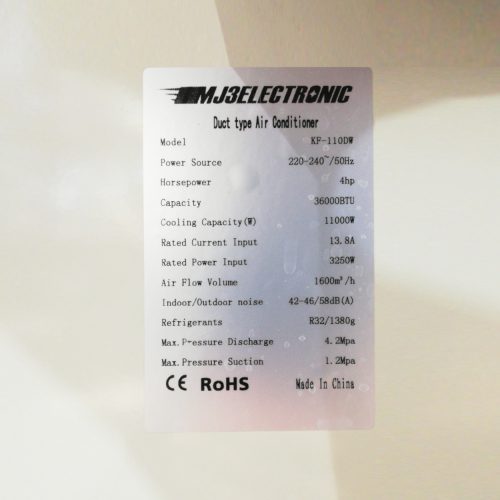 MJ3ELECTRONIC
Duct type Air Conditioner
Model KF-110DW
Power Source 220-240~/50Hz
Horsepower 4hp
Capacity 36000BTU
Cooling Capacity(W) 11000W
Rated Current Input 13.8A
Rated Power Input 3250W
Air Flow Volume 1600m³/h
Indoor/Outdoor noise 42-46/58dB(A)
Refrigerants R32/1380g
Max.Pressure Discharge 4.2Mpa
Max.Pressure Suction 1.2Mpa
CE RoHS Made In China